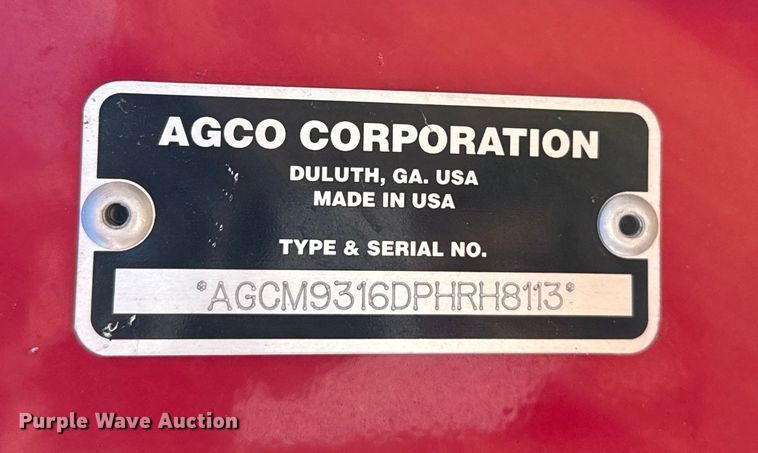 AGCO CORPORATION
DULUTH, GA. USA
MADE IN USA
TYPE & SERIAL NO.
*AGCM9316DPHRH8113*
Purple Wave Auction